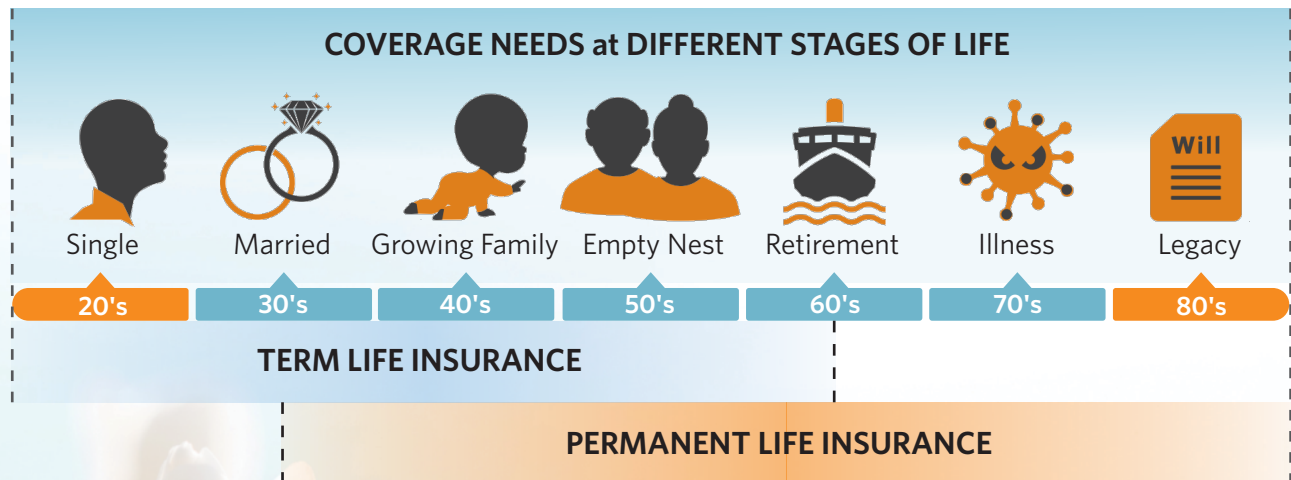 COVERAGE NEEDS at DIFFERENT STAGES OF LIFE
Will
Single Married Growing Family Empty Nest Retirement Illness Legacy
20's 30's 40's 50's 60's 70's 80's
TERM LIFE INSURANCE
PERMANENT LIFE INSURANCE